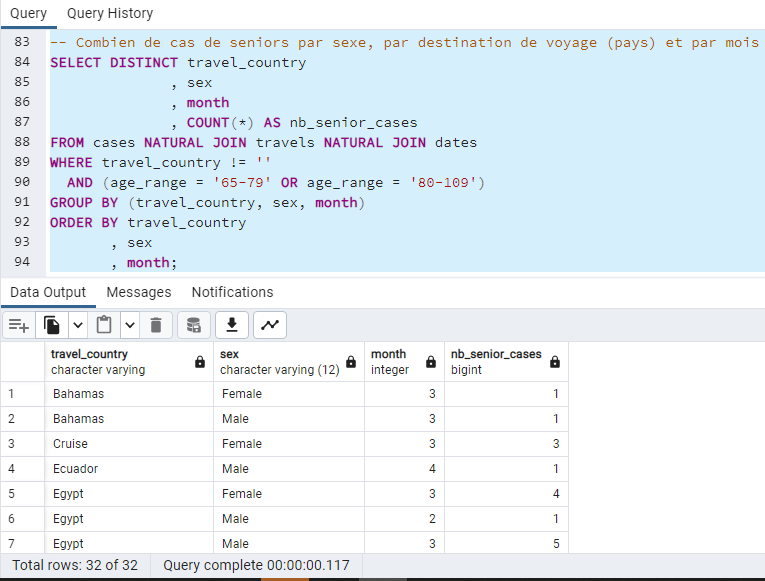 Query Query History
83 -- Combien de cas de seniors par sexe, par destination de voyage (pays) et par mois
84 SELECT DISTINCT travel_country
85 , sex
86 , month
87 , COUNT(*) AS nb_senior_cases
88 FROM cases NATURAL JOIN travels NATURAL JOIN dates
89 WHERE travel_country != ''
90 AND (age_range = '65-79' OR age_range = '80-109')
91 GROUP BY (travel_country, sex, month)
92 ORDER BY travel_country
93 , sex
94 , month;
Data Output Messages Notifications
travel_country sex month nb_senior_cases
character varying character varying (12) integer bigint
1 Bahamas Female 3 1
2 Bahamas Male 3 1
3 Cruise Female 3 3
4 Ecuador Male 4 1
5 Egypt Female 3 4
6 Egypt Male 2 1
7 Egypt Male 3 5
Total rows: 32 of 32 Query complete 00:00:00.117